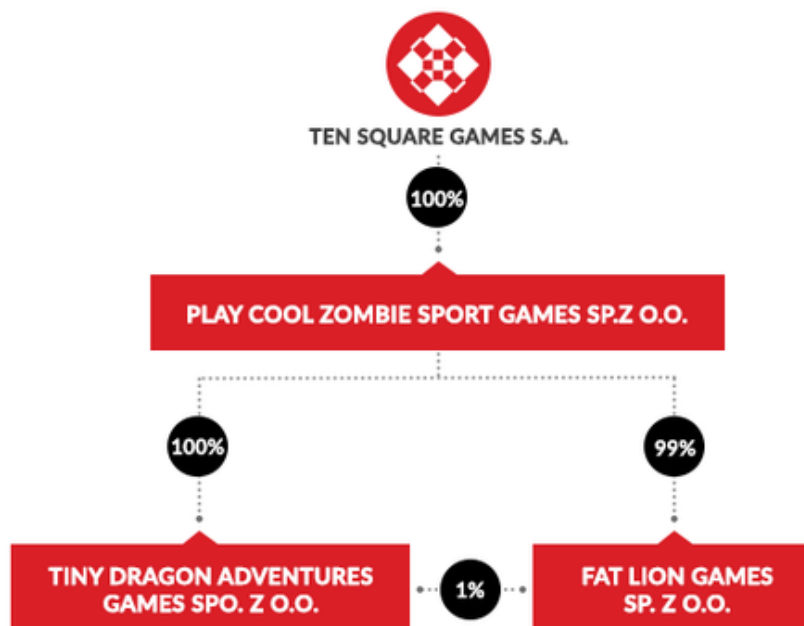 TEN SQUARE GAMES S.A.
100%
PLAY COOL ZOMBIE SPORT GAMES SP.Z O.O.
100%
99%
TINY DRAGON ADVENTURES
GAMES SPO. Z O.O.
1%
FAT LION GAMES
SP. Z O.O.